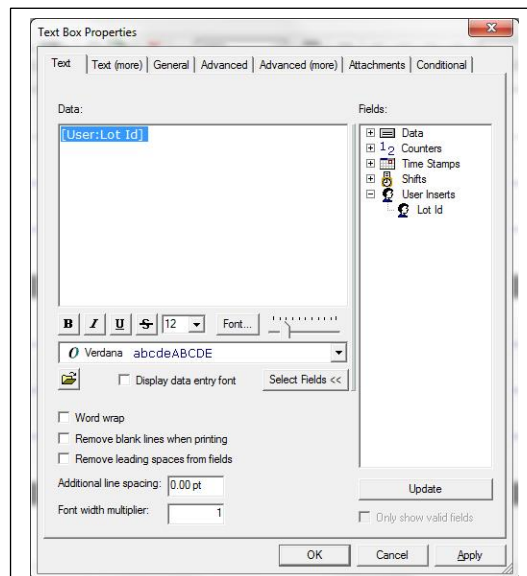 Text Box Properties
Text Text (more) General Advanced Advanced (more) Attachments Conditional
Data:
[User:Lot Id]
Fields:
Data
1 2 Counters
Time Stamps
Shifts
User Inserts
Lot Id
B I U S 12 Font...
O Verdana abcdeABCDE
Display data entry font Select Fields <<
Word wrap
Remove blank lines when printing
Remove leading spaces from fields
Additional line spacing: 0.00 pt
Font width multiplier: 1
Update
Only show valid fields
OK Cancel Apply